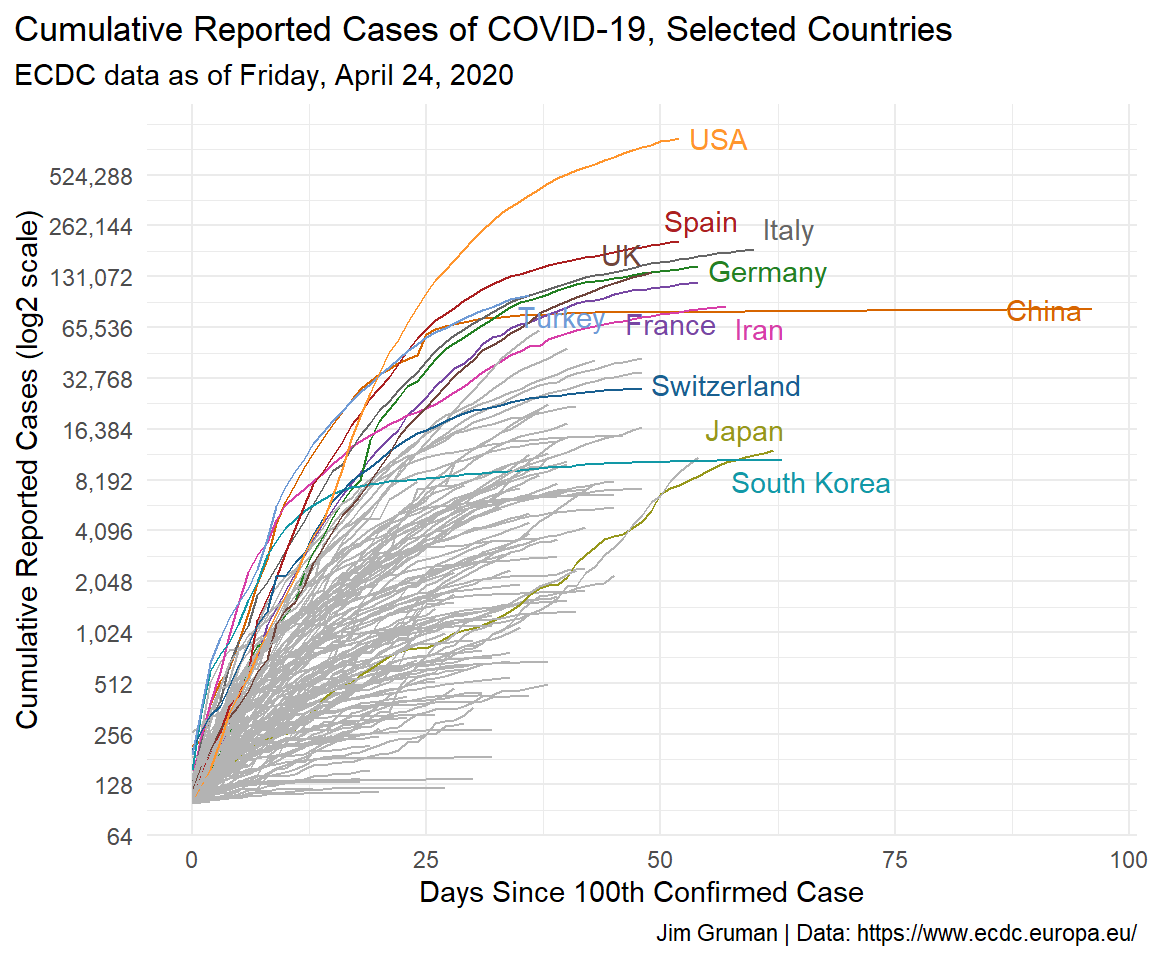 Cumulative Reported Cases of COVID-19, Selected Countries
ECDC data as of Friday, April 24, 2020
Cumulative Reported Cases (log2 scale)
524,288
262,144
131,072
65,536
32,768
16,384
8,192
4,096
2,048
1,024
512
256
128
64
USA
Spain
Italy
UK
Germany
China
Turkey
France
Iran
Switzerland
Japan
South Korea
0
25
50
75
100
Days Since 100th Confirmed Case
Jim Gruman | Data: https://www.ecdc.europa.eu/